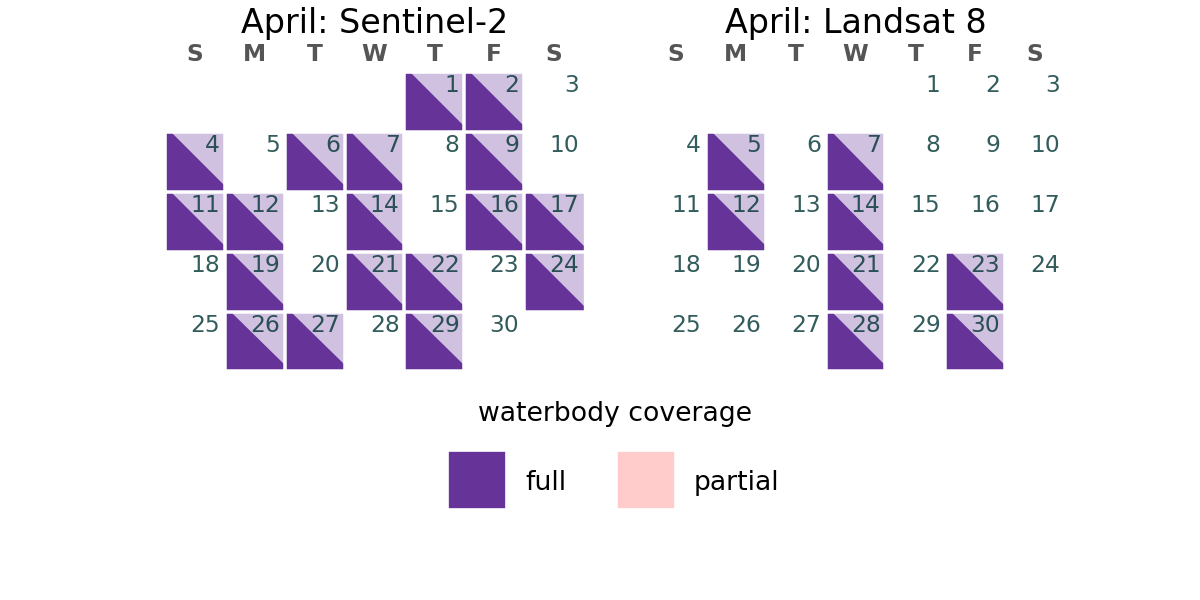 April: Sentinel-2
S M T W T F S
1 2 3
4 5 6 7 8 9 10
11 12 13 14 15 16 17
18 19 20 21 22 23 24
25 26 27 28 29 30
April: Landsat 8
S M T W T F S
1 2 3
4 5 6 7 8 9 10
11 12 13 14 15 16 17
18 19 20 21 22 23 24
25 26 27 28 29 30
waterbody coverage
full partial